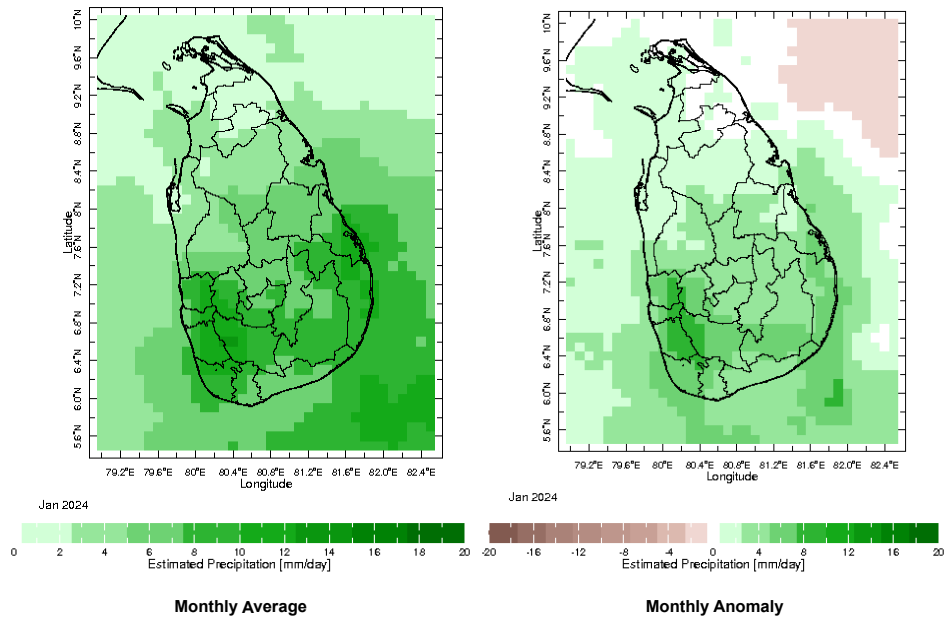 10°N
9.6°N
9.2°N
8.8°N
8.4°N
8°N
7.6°N
7.2°N
6.8°N
6.4°N
6.0°N
5.6°N
Latitude
79.2°E 79.6°E 80°E 80.4°E 80.8°E 81.2°E 81.6°E 82.0°E 82.4°E
Longitude
Jan 2024
0 2 4 6 8 10 12 14 16 18 20
Estimated Precipitation [mm/day]
Monthly Average
10°N
9.6°N
9.2°N
8.8°N
8.4°N
8°N
7.6°N
7.2°N
6.8°N
6.4°N
6.0°N
5.6°N
Latitude
79.2°E 79.6°E 80°E 80.4°E 80.8°E 81.2°E 81.6°E 82.0°E 82.4°E
Longitude
Jan 2024
-20 -16 -12 -8 -4 0 4 8 12 16 20
Estimated Precipitation [mm/day]
Monthly Anomaly